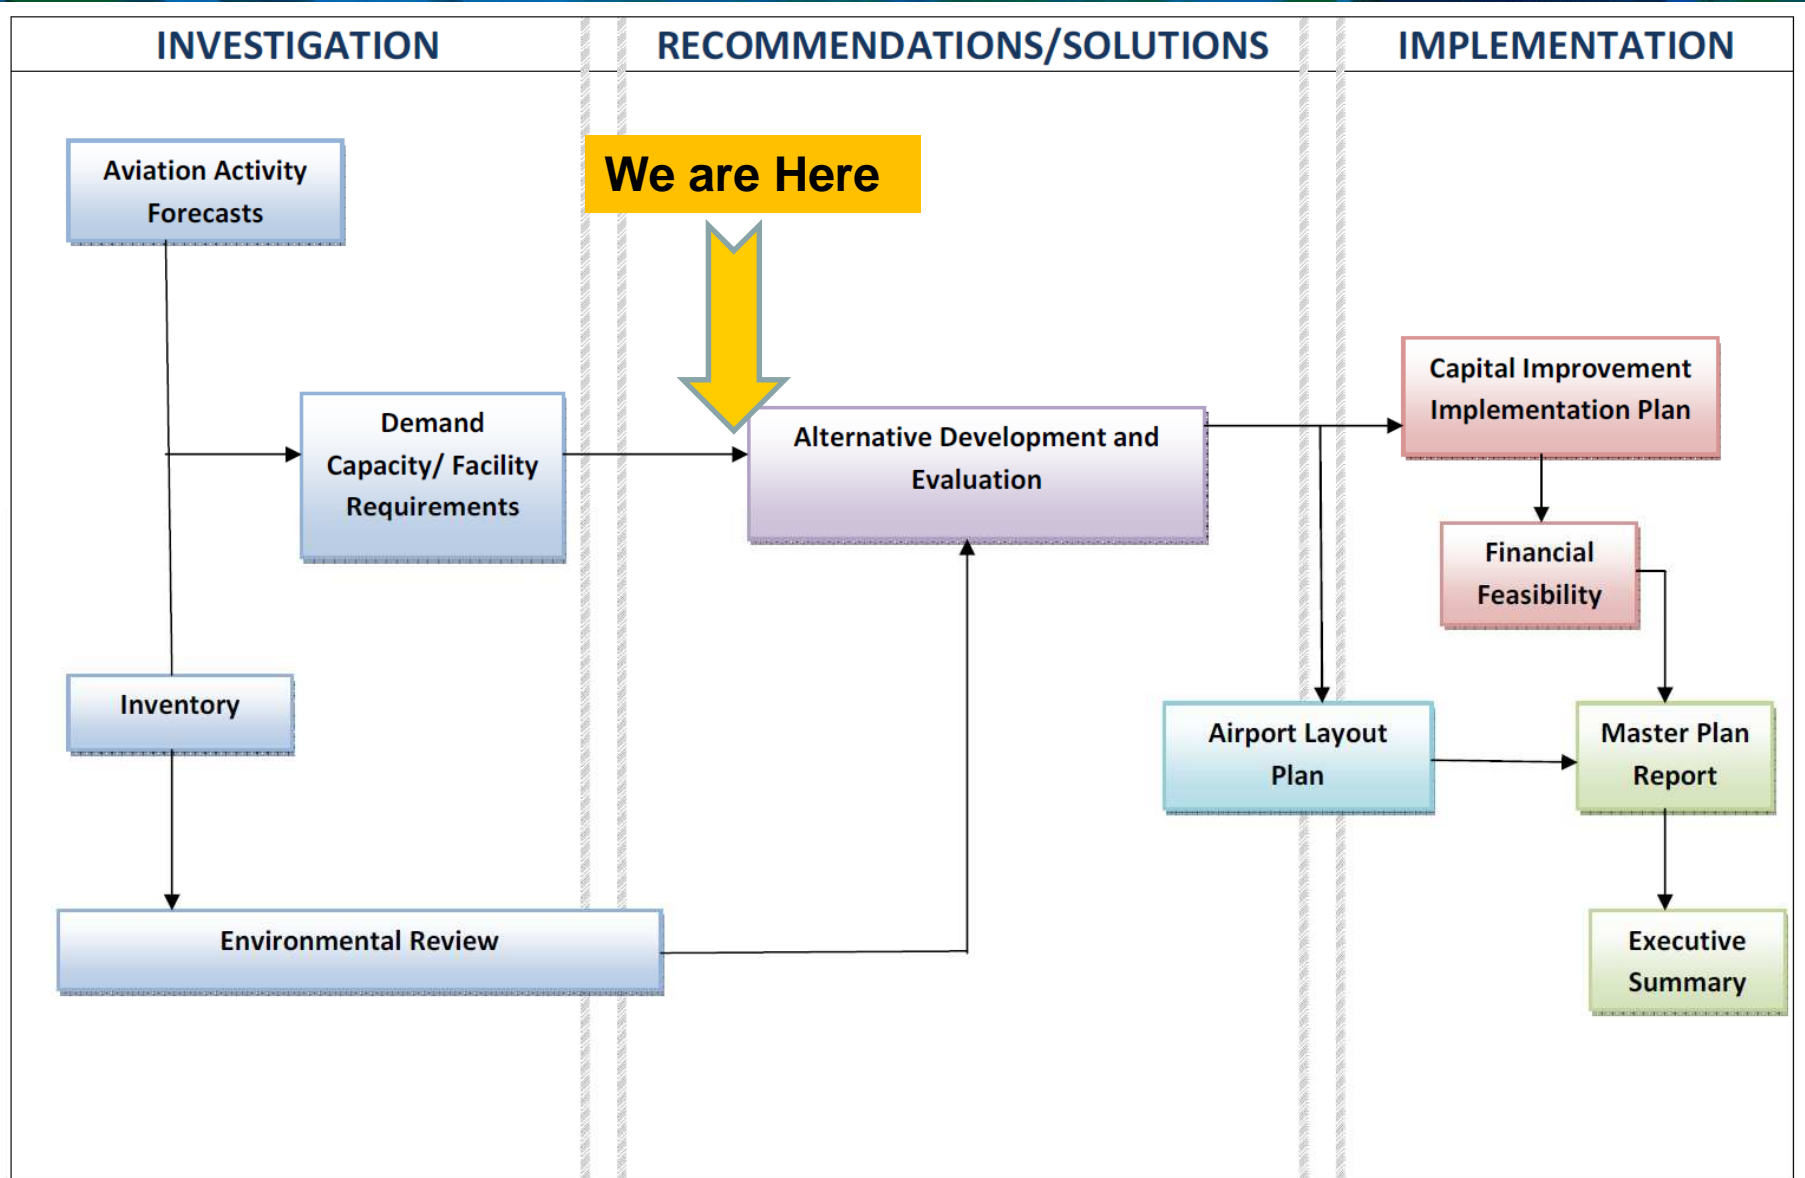 INVESTIGATION
RECOMMENDATIONS/SOLUTIONS
IMPLEMENTATION
Aviation Activity
Forecasts
We are Here
Demand
Capacity/ Facility
Requirements
Alternative Development and
Evaluation
Capital Improvement
Implementation Plan
Financial
Feasibility
Inventory
Airport Layout
Plan
Master Plan
Report
Environmental Review
Executive
Summary